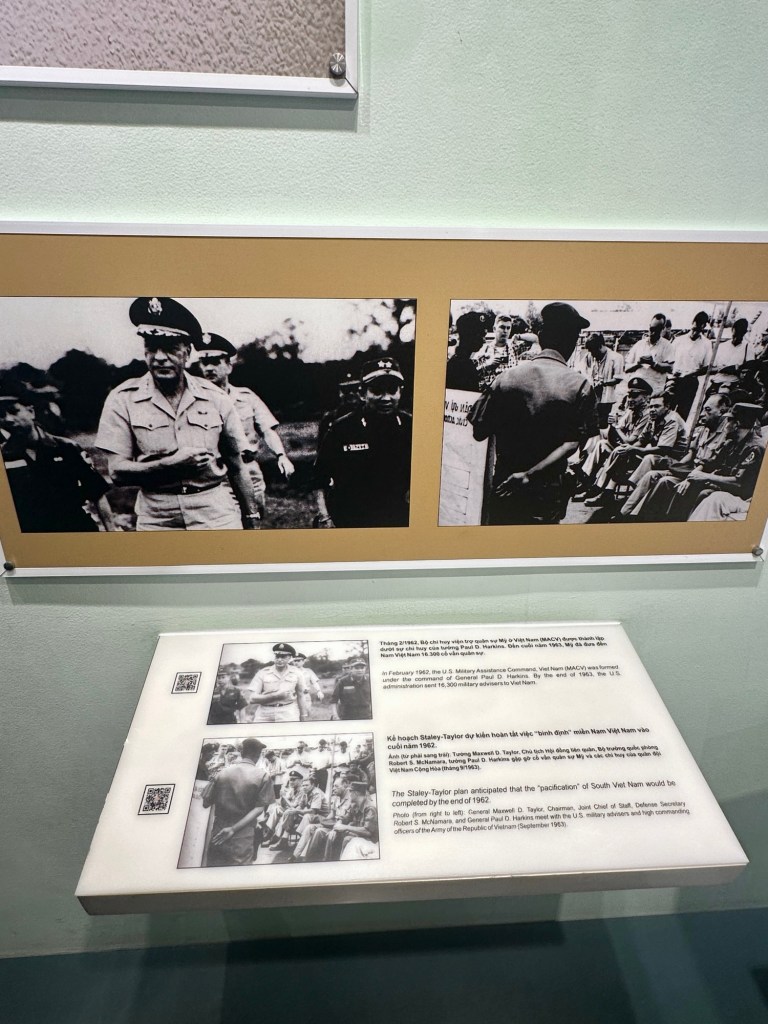 Tháng 2/1962, Bộ chỉ huy viện trợ quân sự Mỹ ở Việt Nam (MACV) được thành lập
dưới sự chỉ huy của tướng Paul D. Harkins. Đến cuối năm 1963, Mỹ đã đưa đến
Nam Việt Nam 16.300 cố vấn quân sự.
In February 1962, the U.S. Military Assistance Command, Viet Nam (MACV) was formed
under the command of General Paul D. Harkins. By the end of 1963, the U.S.
administration sent 16,300 military advisers to Viet Nam.
Kế hoạch Staley-Taylor dự kiến hoàn tất việc "bình định" miền Nam Việt Nam vào
cuối năm 1962.
Ảnh (từ phải sang trái): Tướng Maxwell D. Taylor, Chủ tịch Hội đồng liên quân, Bộ trưởng quốc phòng
Robert S. McNamara, tướng Paul D. Harkins gặp gỡ cố vấn quân sự Mỹ và các chỉ huy của quân đội
Việt Nam Cộng Hòa (tháng 9/1963).
The Staley-Taylor plan anticipated that the "pacification" of South Viet Nam would be
completed by the end of 1962.
Photo (from right to left): General Maxwell D. Taylor, Chairman, Joint Chief of Staff, Defense Secretary
Robert S. McNamara, and General Paul D. Harkins meet with the U.S. military advisers and high commanding
officers of the Army of the Republic of Vietnam (September 1963).